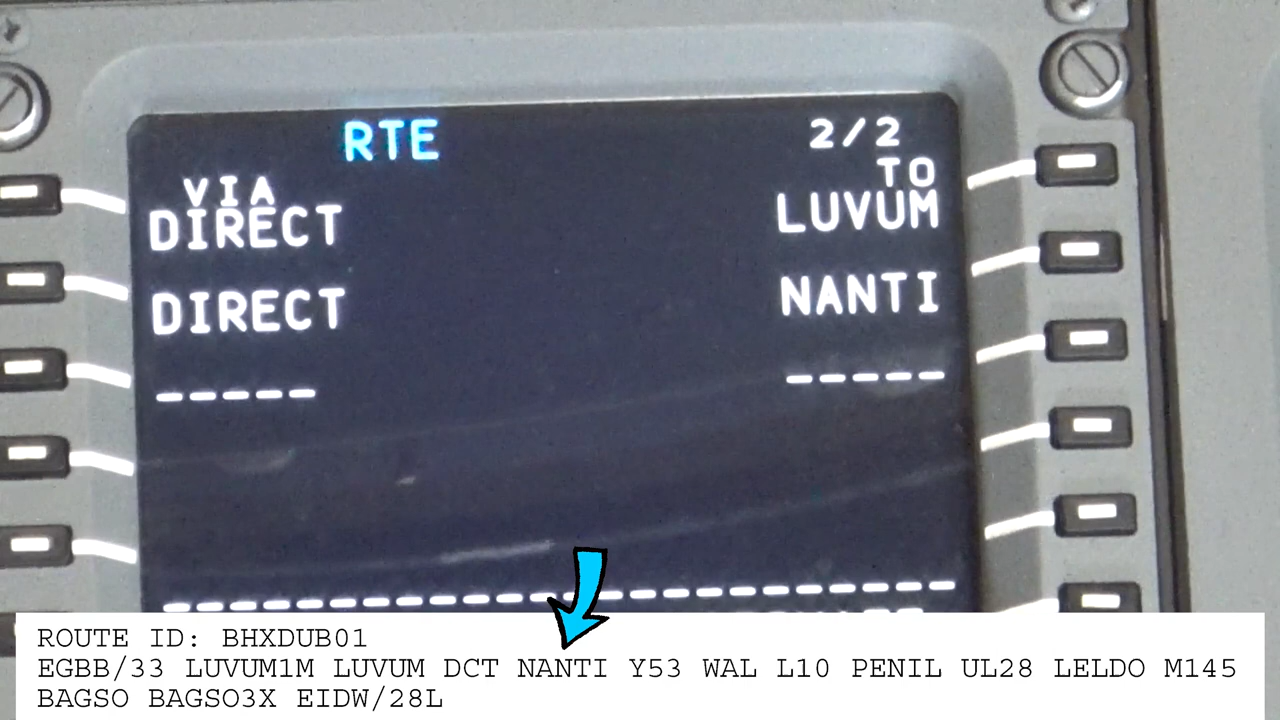 RTE 2/2
VIA TO
DIRECT LUVUM
DIRECT NANTI
----- -----
--------------------------
ROUTE ID: BHXDUB01
EGBB/33 LUVUM1M LUVUM DCT NANTI Y53 WAL L10 PENIL UL28 LELDO M145
BAGSO BAGSO3X EIDW/28L